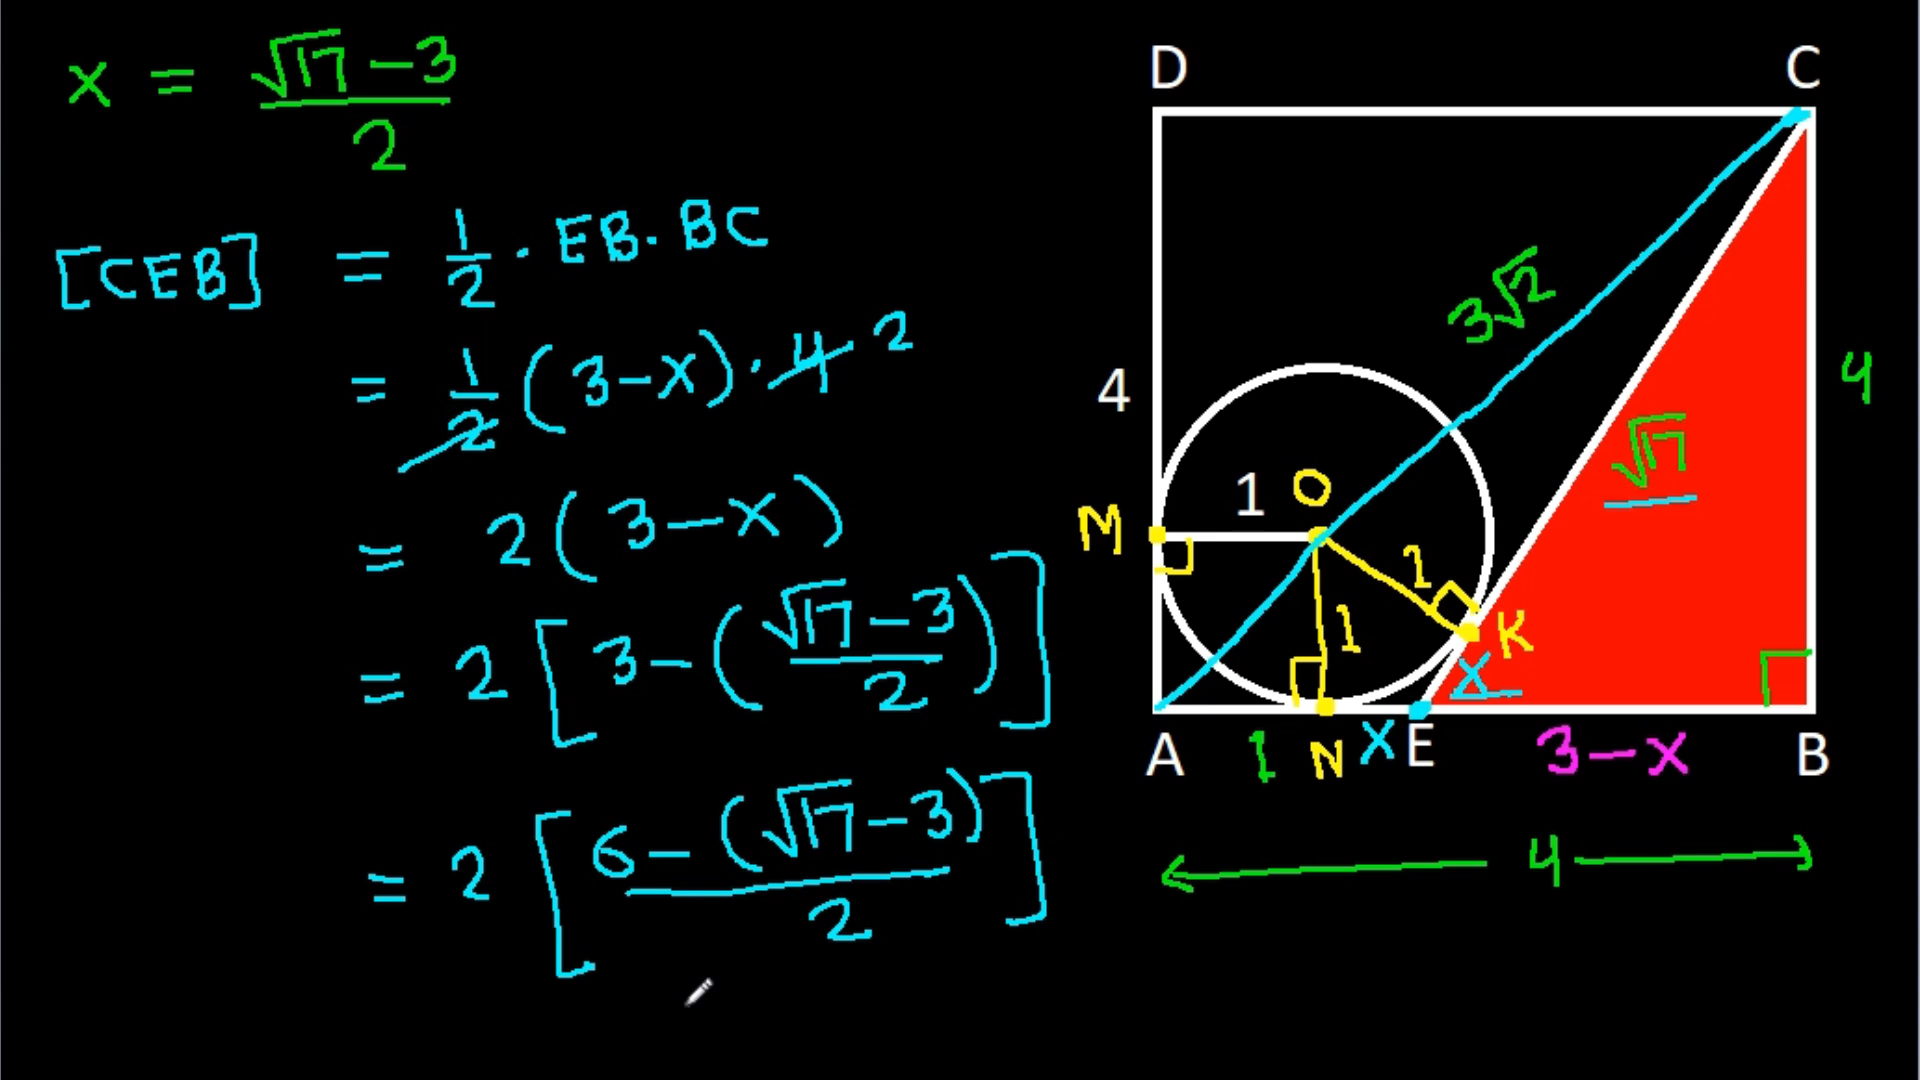 x = √17 - 3 / 2
[CEB] = 1/2 · EB · BC
= 1/2 (3-x) · 4 2
= 2 (3-x)
= 2 [3 - (√17 - 3 / 2)]
= 2 [6 - (√17 - 3) / 2]
D C
3√2
4 4
√17
1 O
M
1
1 K
x
A 1 N x E 3-x B
4